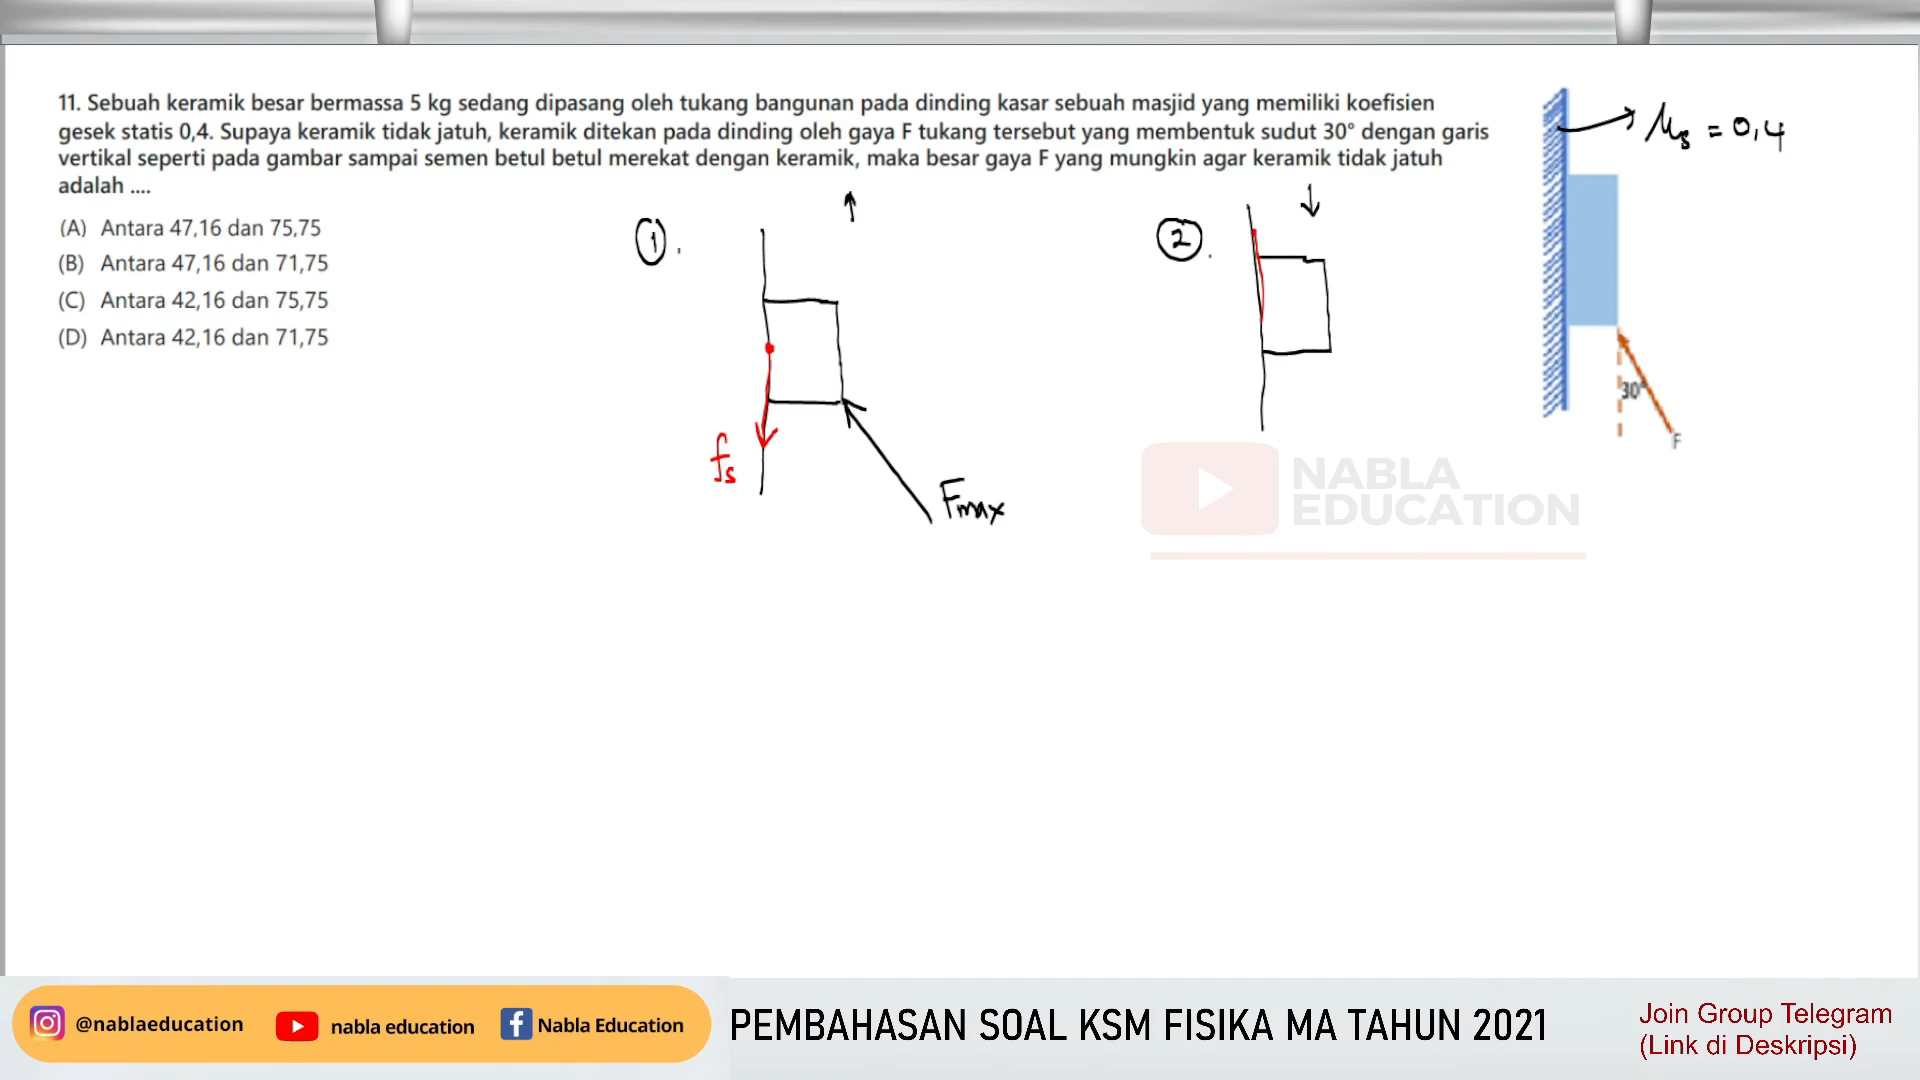 11. Sebuah keramik besar bermassa 5 kg sedang dipasang oleh tukang bangunan pada dinding kasar sebuah masjid yang memiliki koefisien
gesek statis 0,4. Supaya keramik tidak jatuh, keramik ditekan pada dinding oleh gaya F tukang tersebut yang membentuk sudut 30° dengan garis
vertikal seperti pada gambar sampai semen betul betul merekat dengan keramik, maka besar gaya F yang mungkin agar keramik tidak jatuh
adalah ....
(A) Antara 47,16 dan 75,75
(B) Antara 47,16 dan 71,75
(C) Antara 42,16 dan 75,75
(D) Antara 42,16 dan 71,75
1.
fs
Fmax
2.
μs = 0,4
30°
F
NABLA
EDUCATION
@nablaeducation
nabla education
Nabla Education
PEMBAHASAN SOAL KSM FISIKA MA TAHUN 2021
Join Group Telegram
(Link di Deskripsi)